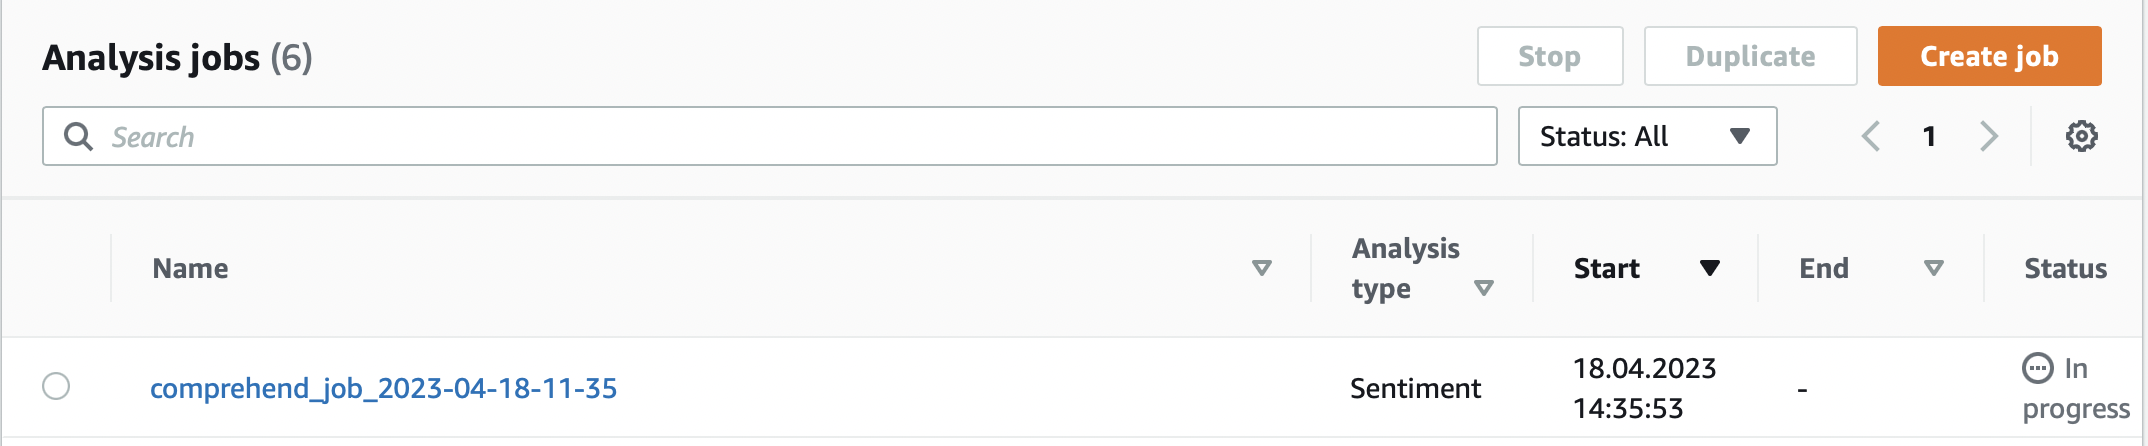 Analysis jobs (6)
Stop
Duplicate
Create job
Search
Status: All
1
Name
Analysis
type
Start
End
Status
comprehend_job_2023-04-18-11-35
Sentiment
18.04.2023
14:35:53
-
In
progress